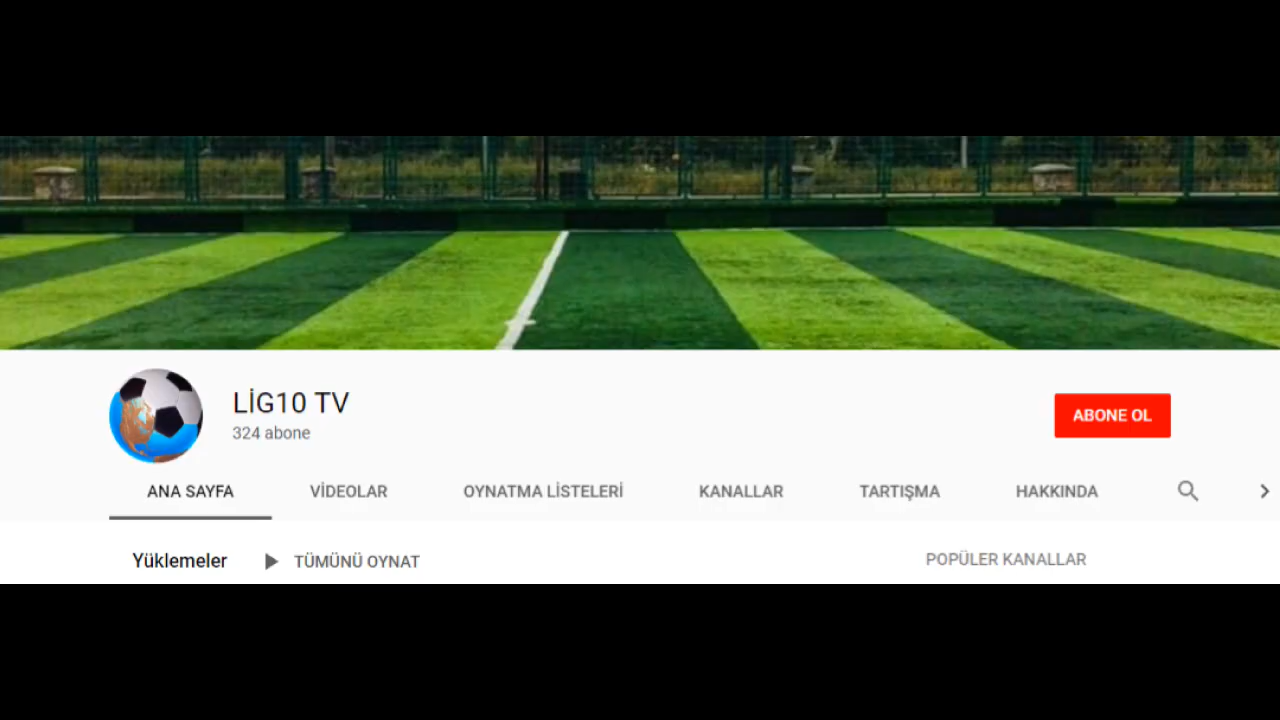 LİG10 TV
324 abone
ABONE OL
ANA SAYFA VİDEOLAR OYNATMA LİSTELERİ KANALLAR TARTIŞMA HAKKINDA
Yüklemeler TÜMÜNÜ OYNAT POPÜLER KANALLAR